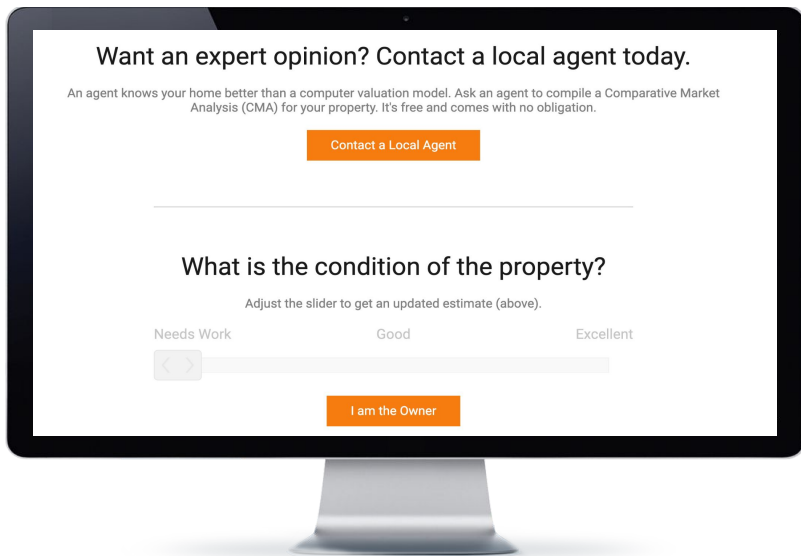 Want an expert opinion? Contact a local agent today.
An agent knows your home better than a computer valuation model. Ask an agent to compile a Comparative Market
Analysis (CMA) for your property. It's free and comes with no obligation.
Contact a Local Agent
What is the condition of the property?
Adjust the slider to get an updated estimate (above).
Needs Work Good Excellent
I am the Owner